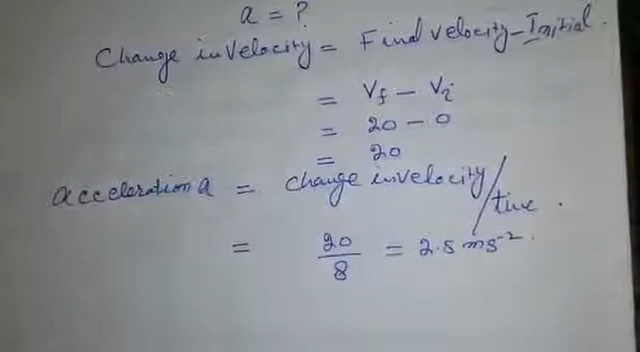 a = ?
Change in Velocity = Find velocity - Initial.
= Vf - Vi
= 20 - 0
= 20
acceleration a = change in velocity / time.
= 20/8 = 2.5 ms⁻².